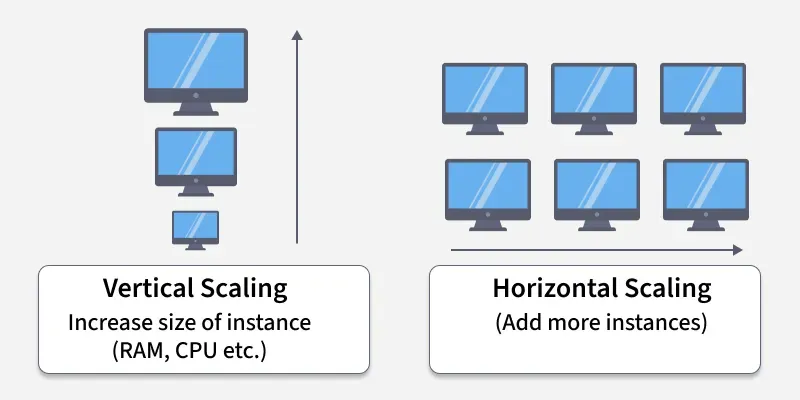 Vertical Scaling
Increase size of instance
(RAM, CPU etc.)
Horizontal Scaling
(Add more instances)